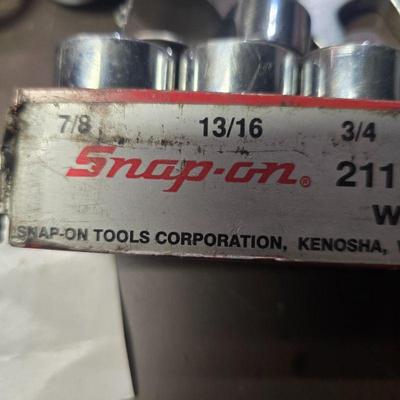 7/8 13/16 3/4
Snap-on® 211
W
SNAP-ON TOOLS CORPORATION, KENOSHA,